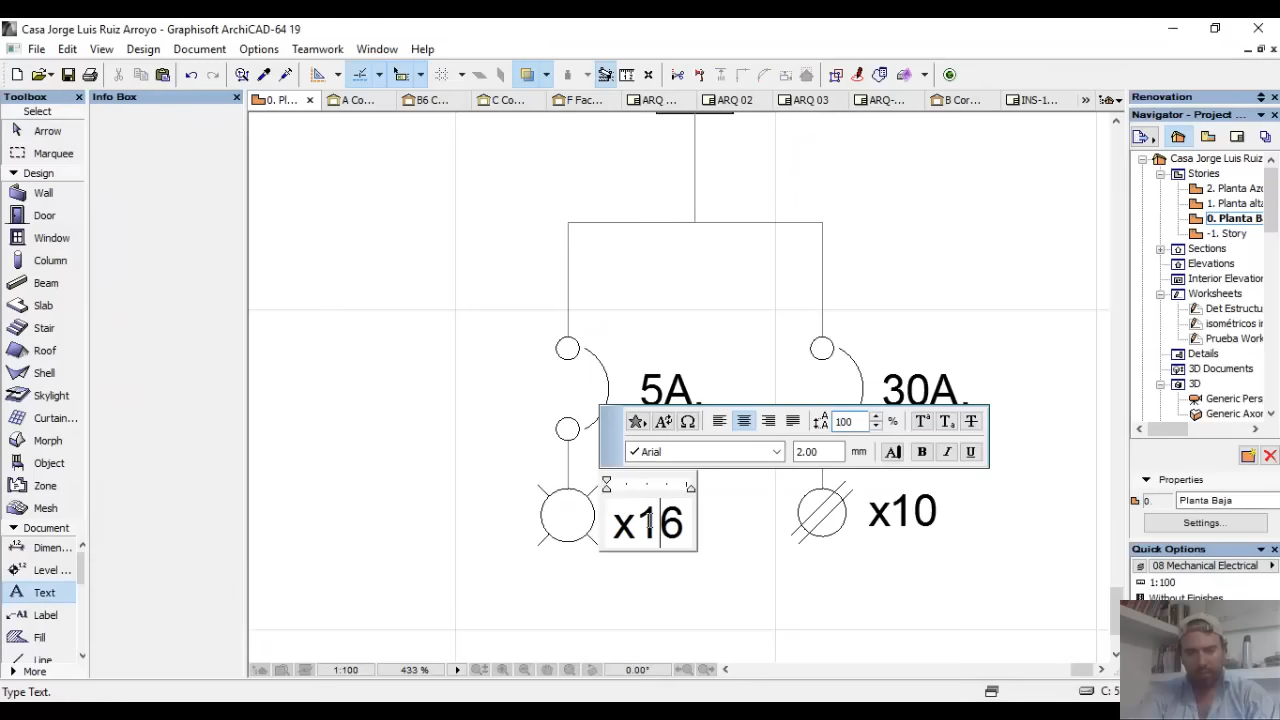 Casa Jorge Luis Ruiz Arroyo - Graphisoft ArchiCAD-64 19
File Edit View Design Document Options Teamwork Window Help
Toolbox
Info Box
0. Pl...
A Co...
B6 C...
C Co...
F Fac...
ARQ ...
ARQ 02
ARQ 03
ARQ-...
B Cor...
INS-1...
Renovation
Navigator - Project ...
Select
Arrow
Marquee
Design
Wall
Door
Window
Column
Beam
Slab
Stair
Roof
Shell
Skylight
Curtain...
Morph
Object
Zone
Mesh
Document
Dimen...
Level ...
Text
Label
Fill
Line
More
5A.
30A.
100 %
Arial
2.00 mm
x16
x10
Casa Jorge Luis Ruiz
Stories
2. Planta Azo
1. Planta alta
0. Planta B
-1. Story
Sections
Elevations
Interior Elevation
Worksheets
Det Estructu
isométricos in
Prueba Work
Details
3D Documents
3D
Generic Pers
Generic Axon
Properties
0.
Planta Baja
Settings...
Quick Options
08 Mechanical Electrical
1:100
Without Finishes
1:100
433 %
0.00°
Type Text.
C: 5